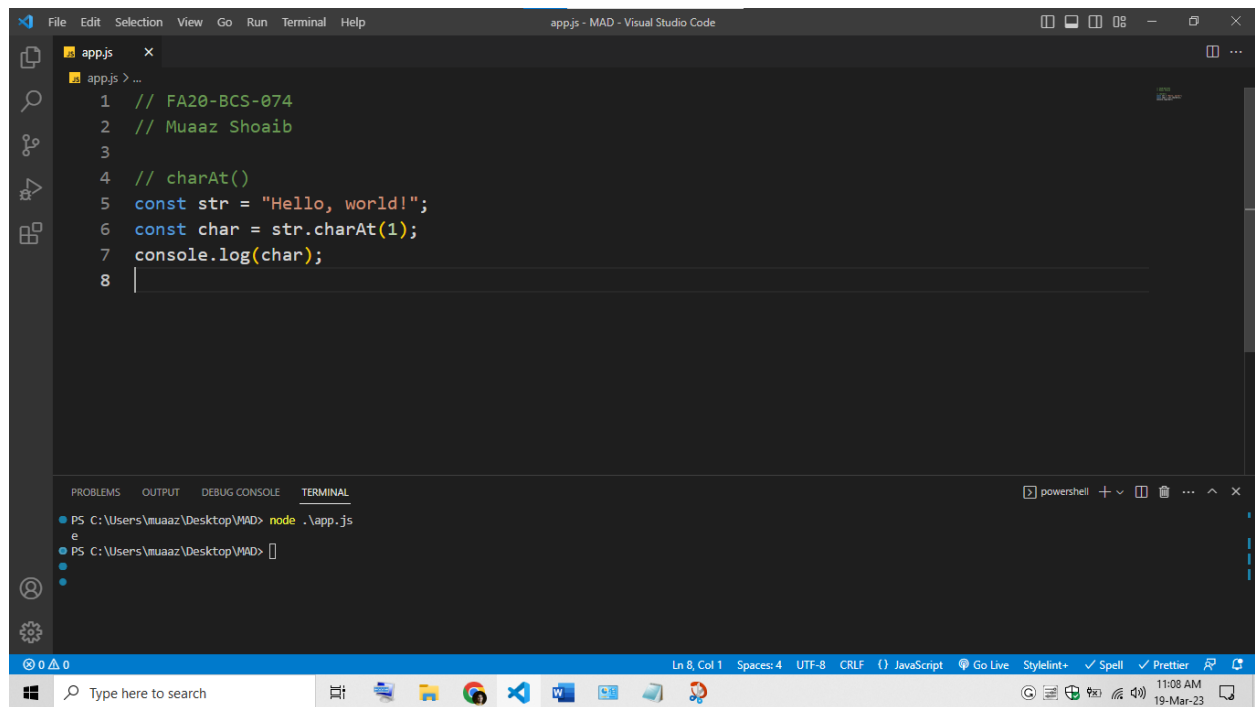 File Edit Selection View Go Run Terminal Help app.js - MAD - Visual Studio Code
JS app.js
JS app.js > ...
1 // FA20-BCS-074
2 // Muaaz Shoaib
3
4 // charAt()
5 const str = "Hello, world!";
6 const char = str.charAt(1);
7 console.log(char);
8
PROBLEMS OUTPUT DEBUG CONSOLE TERMINAL powershell
PS C:\Users\muaaz\Desktop\MAD> node .\app.js
e
PS C:\Users\muaaz\Desktop\MAD>
0 0 Ln 8, Col 1 Spaces: 4 UTF-8 CRLF {} JavaScript Go Live Stylelint+ Spell Prettier
Type here to search 11:08 AM
19-Mar-23